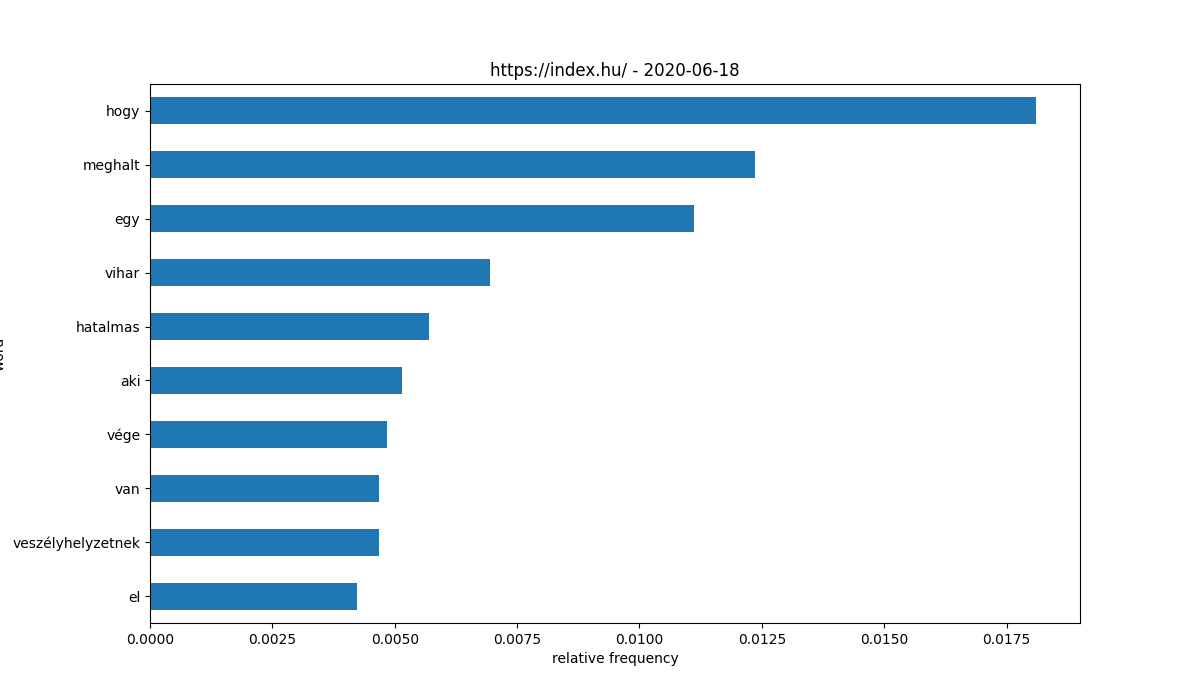 https://index.hu/ - 2020-06-18
hogy
meghalt
egy
vihar
hatalmas
aki
vége
van
veszélyhelyzetnek
el
0.0000 0.0025 0.0050 0.0075 0.0100 0.0125 0.0150 0.0175
relative frequency